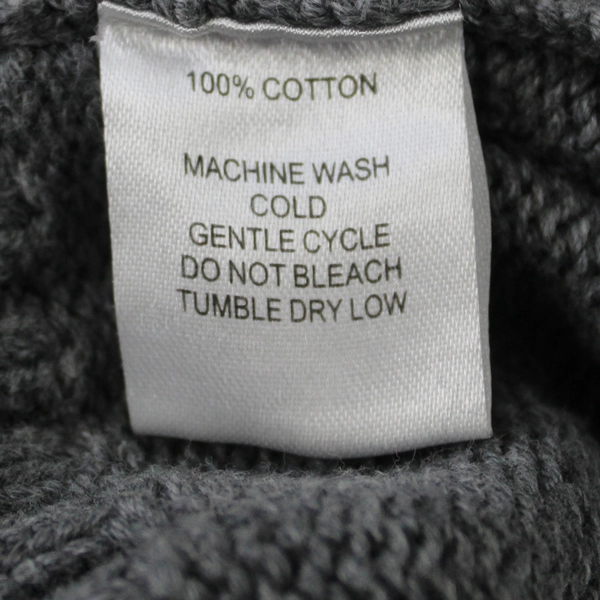 100% COTTON
MACHINE WASH
COLD
GENTLE CYCLE
DO NOT BLEACH
TUMBLE DRY LOW